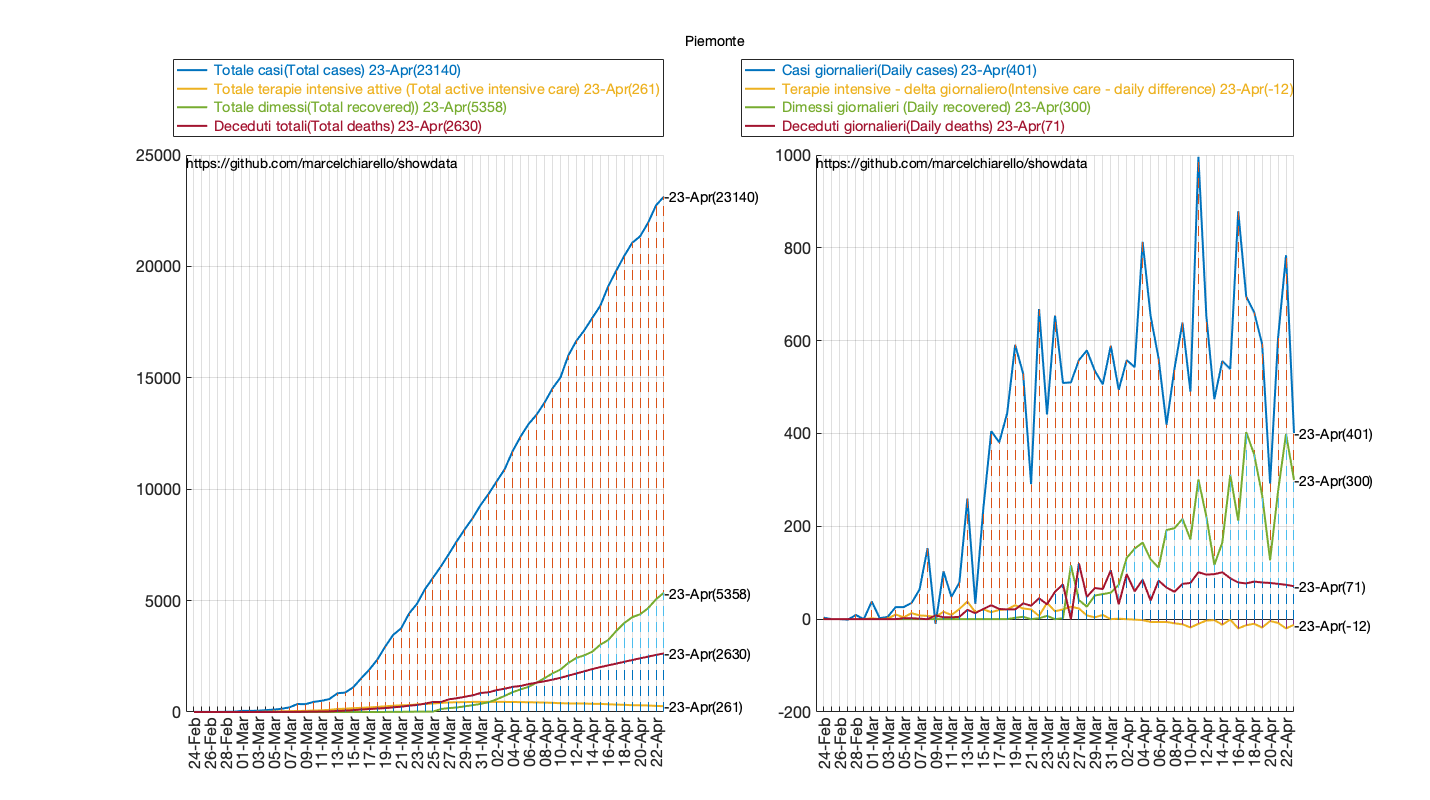 Piemonte
Totale casi(Total cases) 23-Apr(23140)
Totale terapie intensive attive (Total active intensive care) 23-Apr(261)
Totale dimessi(Total recovered)) 23-Apr(5358)
Deceduti totali(Total deaths) 23-Apr(2630)
25000
20000
15000
10000
5000
0
https://github.com/marcelchiarello/showdata
-23-Apr(23140)
-23-Apr(5358)
-23-Apr(2630)
-23-Apr(261)
24-Feb
26-Feb
28-Feb
01-Mar
03-Mar
05-Mar
07-Mar
09-Mar
11-Mar
13-Mar
15-Mar
17-Mar
19-Mar
21-Mar
23-Mar
25-Mar
27-Mar
29-Mar
31-Mar
02-Apr
04-Apr
06-Apr
08-Apr
10-Apr
12-Apr
14-Apr
16-Apr
18-Apr
20-Apr
22-Apr
Casi giornalieri(Daily cases) 23-Apr(401)
Terapie intensive - delta giornaliero(Intensive care - daily difference) 23-Apr(-12)
Dimessi giornalieri (Daily recovered) 23-Apr(300)
Deceduti giornalieri(Daily deaths) 23-Apr(71)
1000
800
600
400
200
0
-200
https://github.com/marcelchiarello/showdata
-23-Apr(401)
-23-Apr(300)
-23-Apr(71)
-23-Apr(-12)
24-Feb
26-Feb
28-Feb
01-Mar
03-Mar
05-Mar
07-Mar
09-Mar
11-Mar
13-Mar
15-Mar
17-Mar
19-Mar
21-Mar
23-Mar
25-Mar
27-Mar
29-Mar
31-Mar
02-Apr
04-Apr
06-Apr
08-Apr
10-Apr
12-Apr
14-Apr
16-Apr
18-Apr
20-Apr
22-Apr